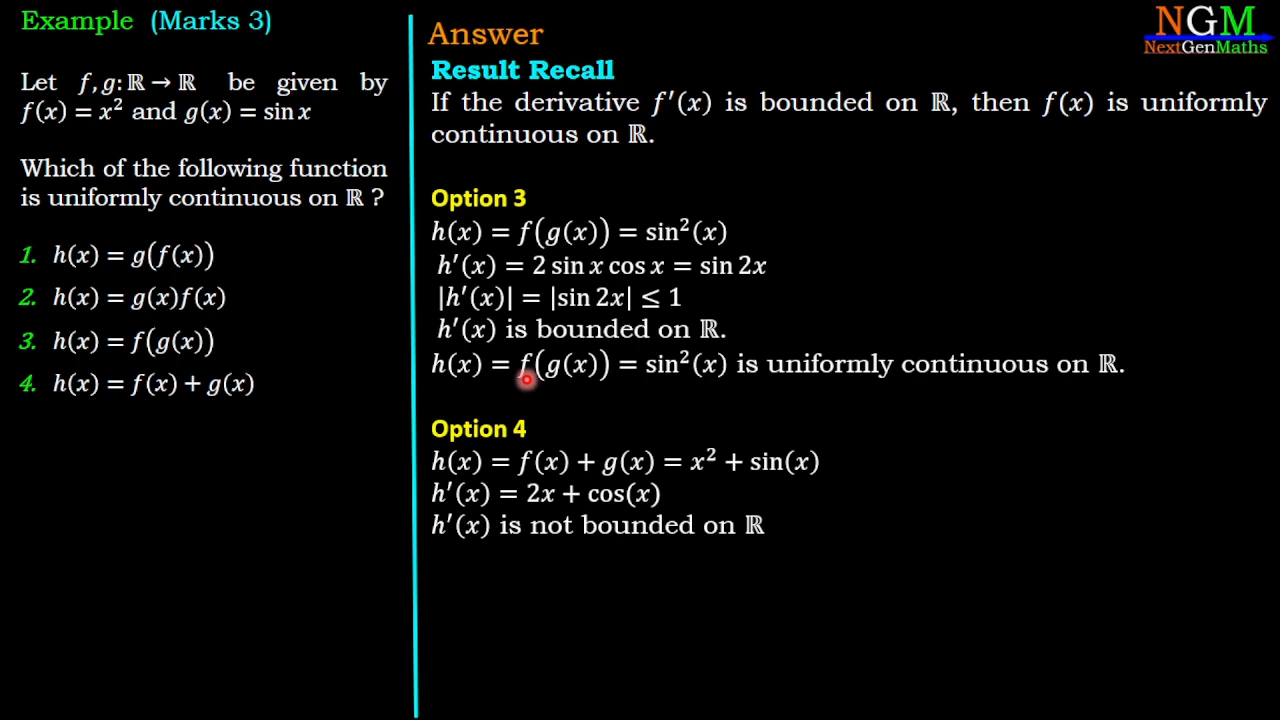 Example (Marks 3)
Let f, g: ℝ → ℝ be given by
f(x) = x² and g(x) = sin x
Which of the following function
is uniformly continuous on ℝ ?
1. h(x) = g(f(x))
2. h(x) = g(x)f(x)
3. h(x) = f(g(x))
4. h(x) = f(x) + g(x)
Answer
Result Recall
If the derivative f′(x) is bounded on ℝ, then f(x) is uniformly
continuous on ℝ.
Option 3
h(x) = f(g(x)) = sin²(x)
h′(x) = 2 sin x cos x = sin 2x
|h′(x)| = |sin 2x| ≤ 1
h′(x) is bounded on ℝ.
h(x) = f(g(x)) = sin²(x) is uniformly continuous on ℝ.
Option 4
h(x) = f(x) + g(x) = x² + sin(x)
h′(x) = 2x + cos(x)
h′(x) is not bounded on ℝ
NGM
NextGenMaths